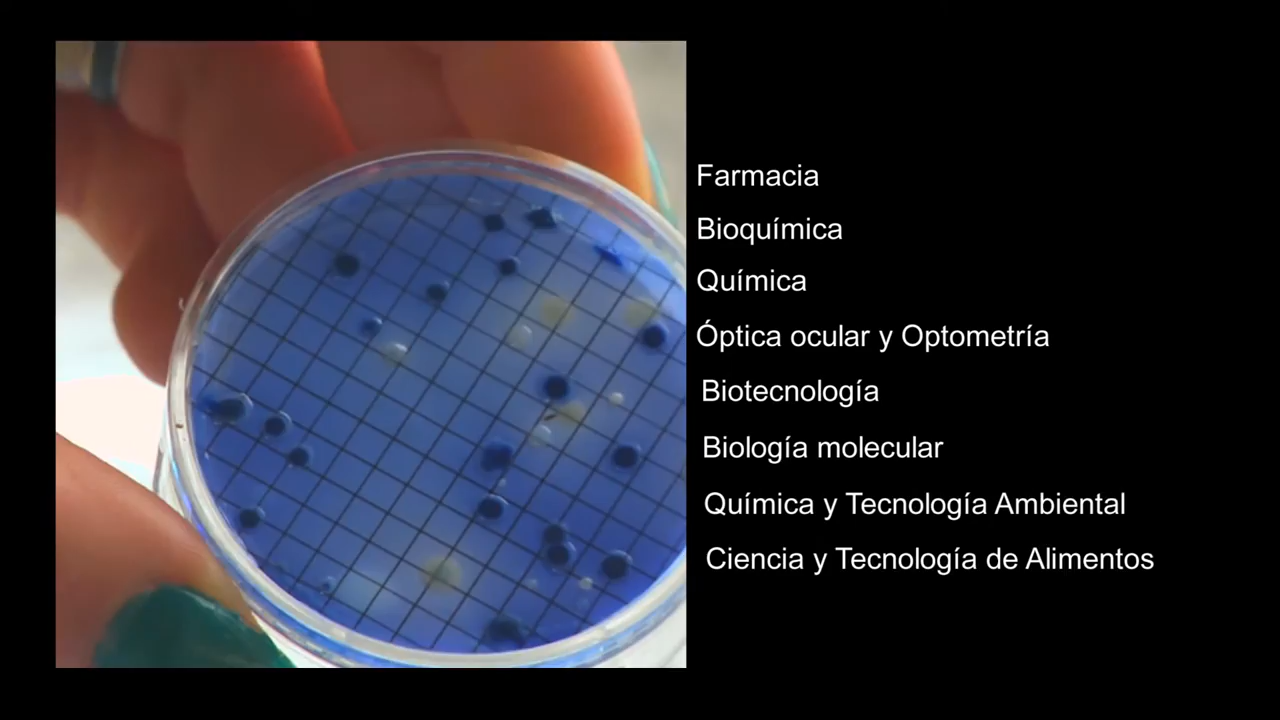 Farmacia
Bioquímica
Química
Óptica ocular y Optometría
Biotecnología
Biología molecular
Química y Tecnología Ambiental
Ciencia y Tecnología de Alimentos